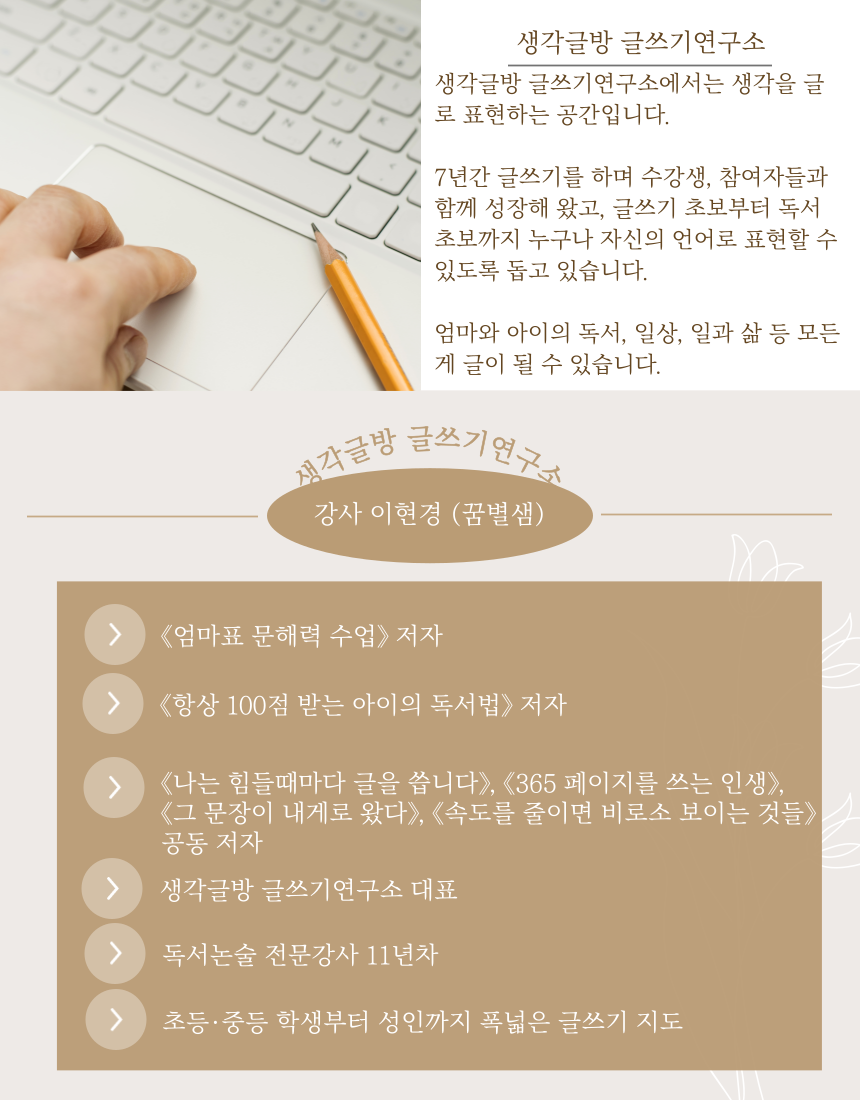 생각글방 글쓰기연구소
생각글방 글쓰기연구소에서는 생각을 글
로 표현하는 공간입니다.
7년간 글쓰기를 하며 수강생, 참여자들과
함께 성장해 왔고, 글쓰기 초보부터 독서
초보까지 누구나 자신의 언어로 표현할 수
있도록 돕고 있습니다.
엄마와 아이의 독서, 일상, 일과 삶 등 모든
게 글이 될 수 있습니다.
생각글방 글쓰기연구소
강사 이현경 (꿈별샘)
《엄마표 문해력 수업》 저자
《항상 100점 받는 아이의 독서법》 저자
《나는 힘들때마다 글을 씁니다》, 《365 페이지를 쓰는 인생》,
《그 문장이 내게로 왔다》, 《속도를 줄이면 비로소 보이는 것들》
공동 저자
생각글방 글쓰기연구소 대표
독서논술 전문강사 11년차
초등·중등 학생부터 성인까지 폭넓은 글쓰기 지도